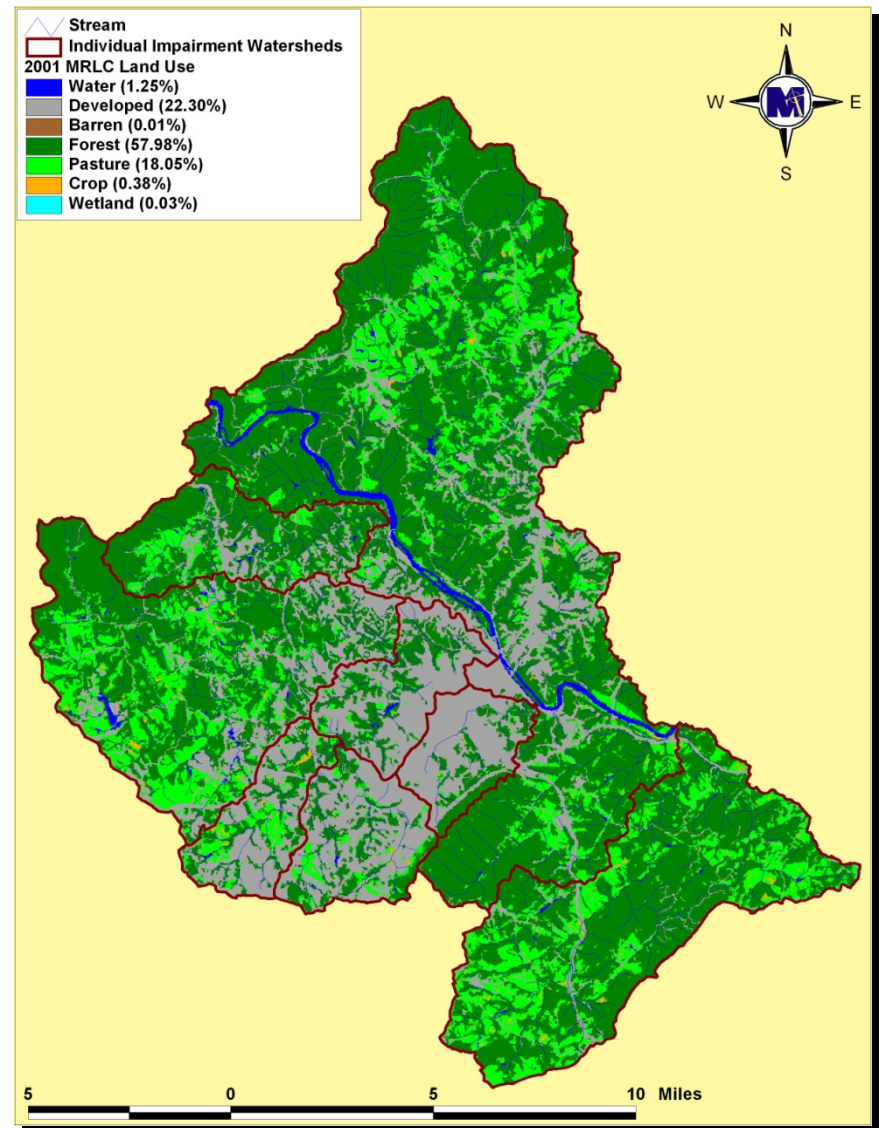 Stream
Individual Impairment Watersheds
2001 MRLC Land Use
Water (1.25%)
Developed (22.30%)
Barren (0.01%)
Forest (57.98%)
Pasture (18.05%)
Crop (0.38%)
Wetland (0.03%)
N
W M E
S
5 0 5 10 Miles